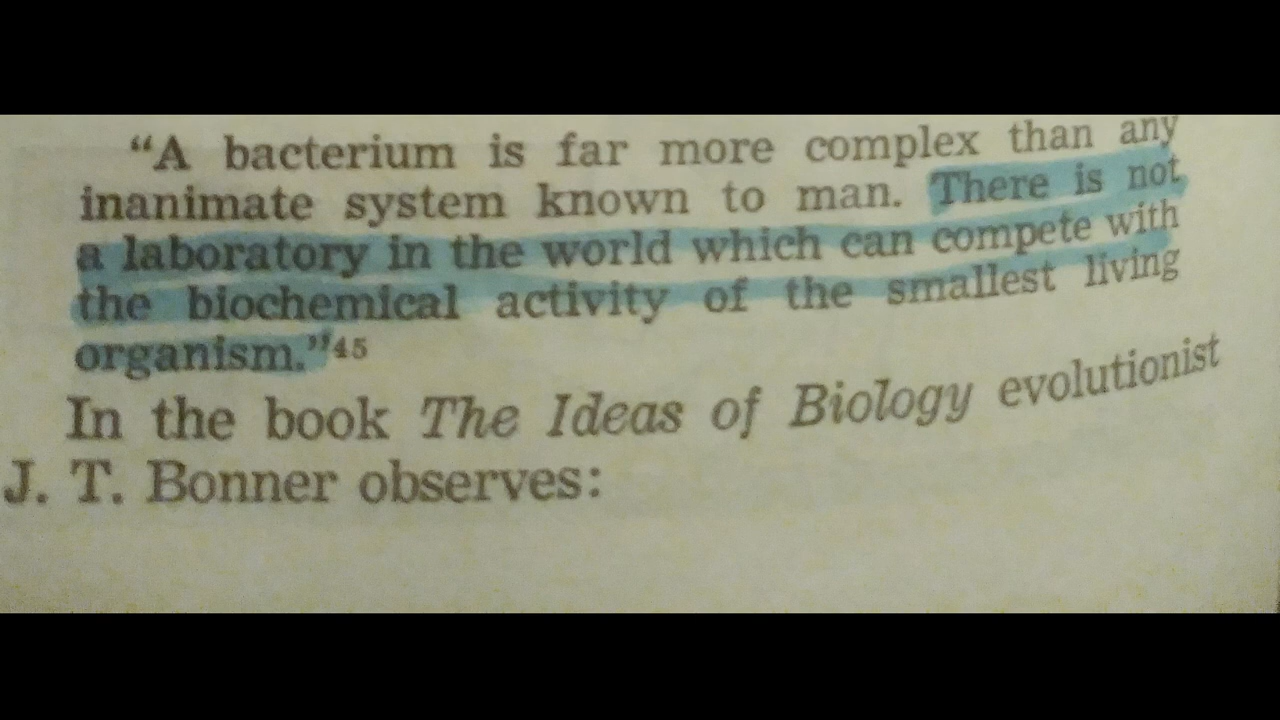 “A bacterium is far more complex than any
inanimate system known to man. There is not
a laboratory in the world which can compete with
the biochemical activity of the smallest living
organism.”45
In the book The Ideas of Biology evolutionist
J. T. Bonner observes: